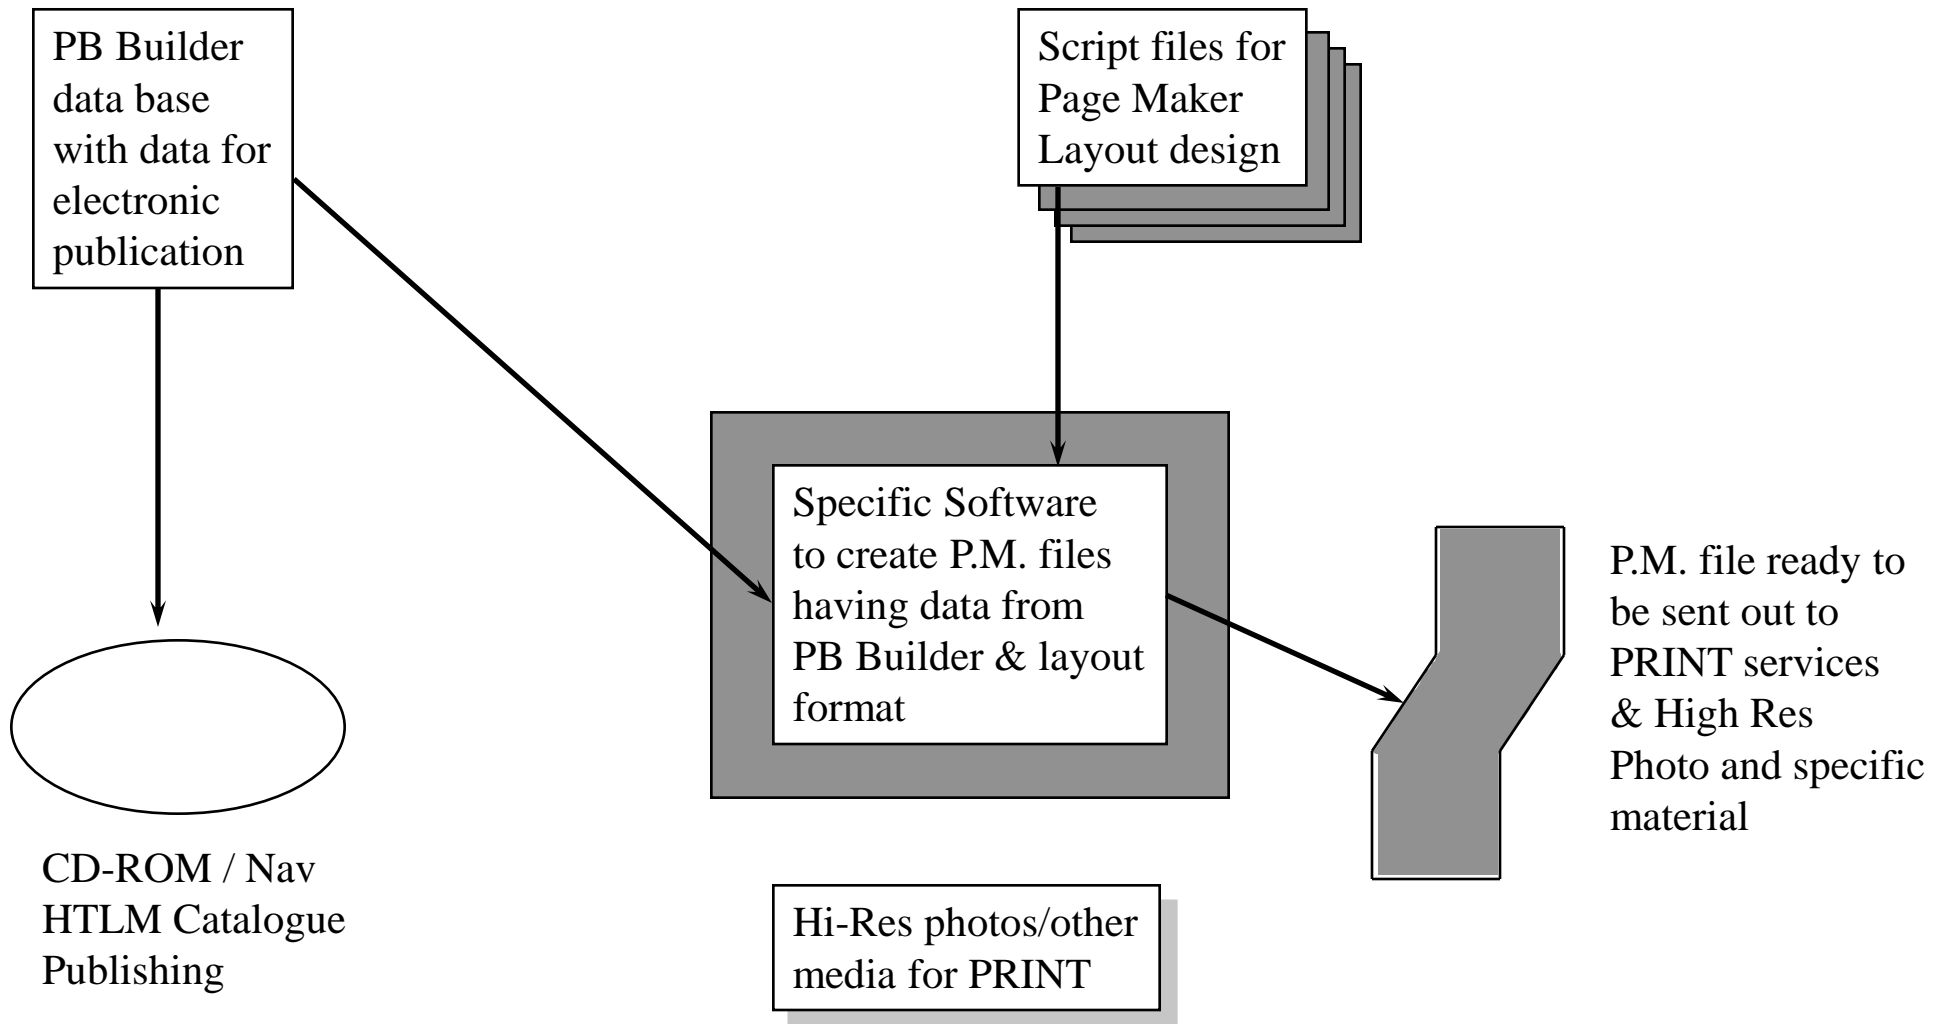 PB Builder
data base
with data for
electronic
publication
Script files for
Page Maker
Layout design
Specific Software
to create P.M. files
having data from
PB Builder & layout
format
P.M. file ready to
be sent out to
PRINT services
& High Res
Photo and specific
material
CD-ROM / Nav
HTLM Catalogue
Publishing
Hi-Res photos/other
media for PRINT